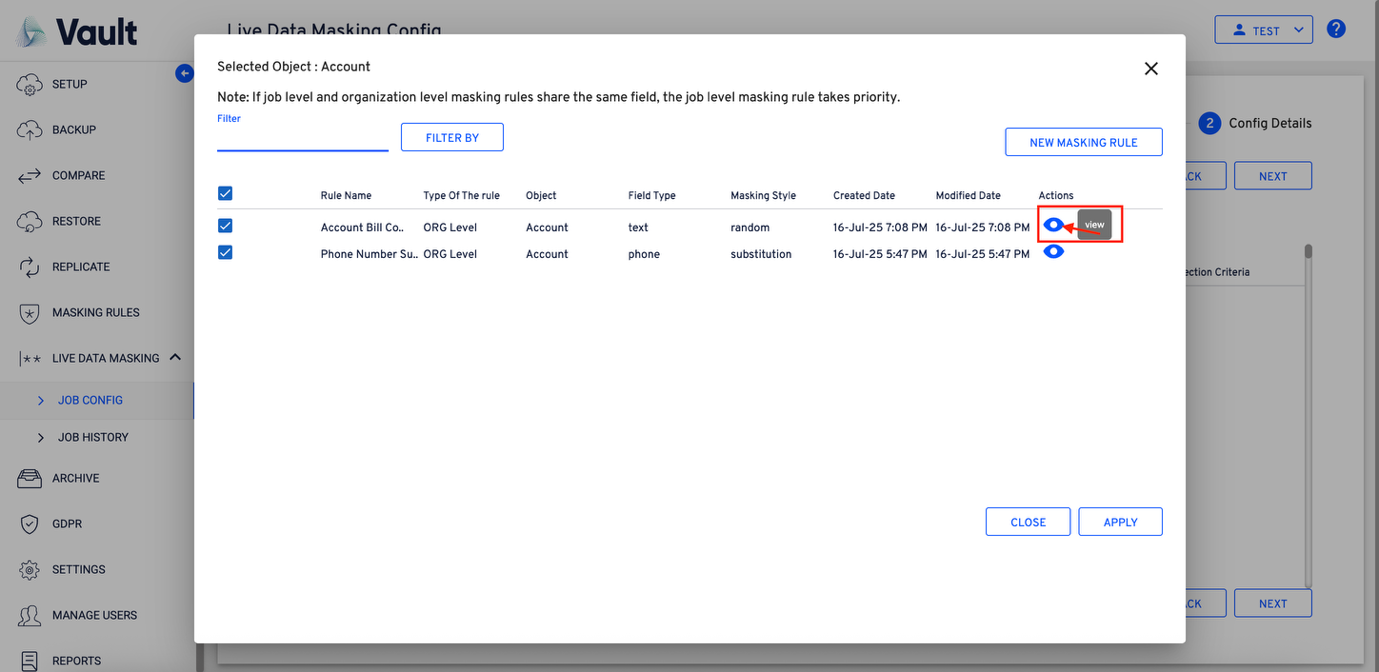 Vault
Live Data Masking Config
TEST
?
SETUP
BACKUP
COMPARE
RESTORE
REPLICATE
MASKING RULES
|** LIVE DATA MASKING
JOB CONFIG
JOB HISTORY
ARCHIVE
GDPR
SETTINGS
MANAGE USERS
REPORTS
Selected Object : Account
Note: If job level and organization level masking rules share the same field, the job level masking rule takes priority.
Filter
FILTER BY
NEW MASKING RULE
Rule Name Type Of The rule Object Field Type Masking Style Created Date Modified Date Actions
Account Bill Co.. ORG Level Account text random 16-Jul-25 7:08 PM 16-Jul-25 7:08 PM view
Phone Number Su.. ORG Level Account phone substitution 16-Jul-25 5:47 PM 16-Jul-25 5:47 PM
CLOSE APPLY
2 Config Details
CK NEXT
ection Criteria
CK NEXT